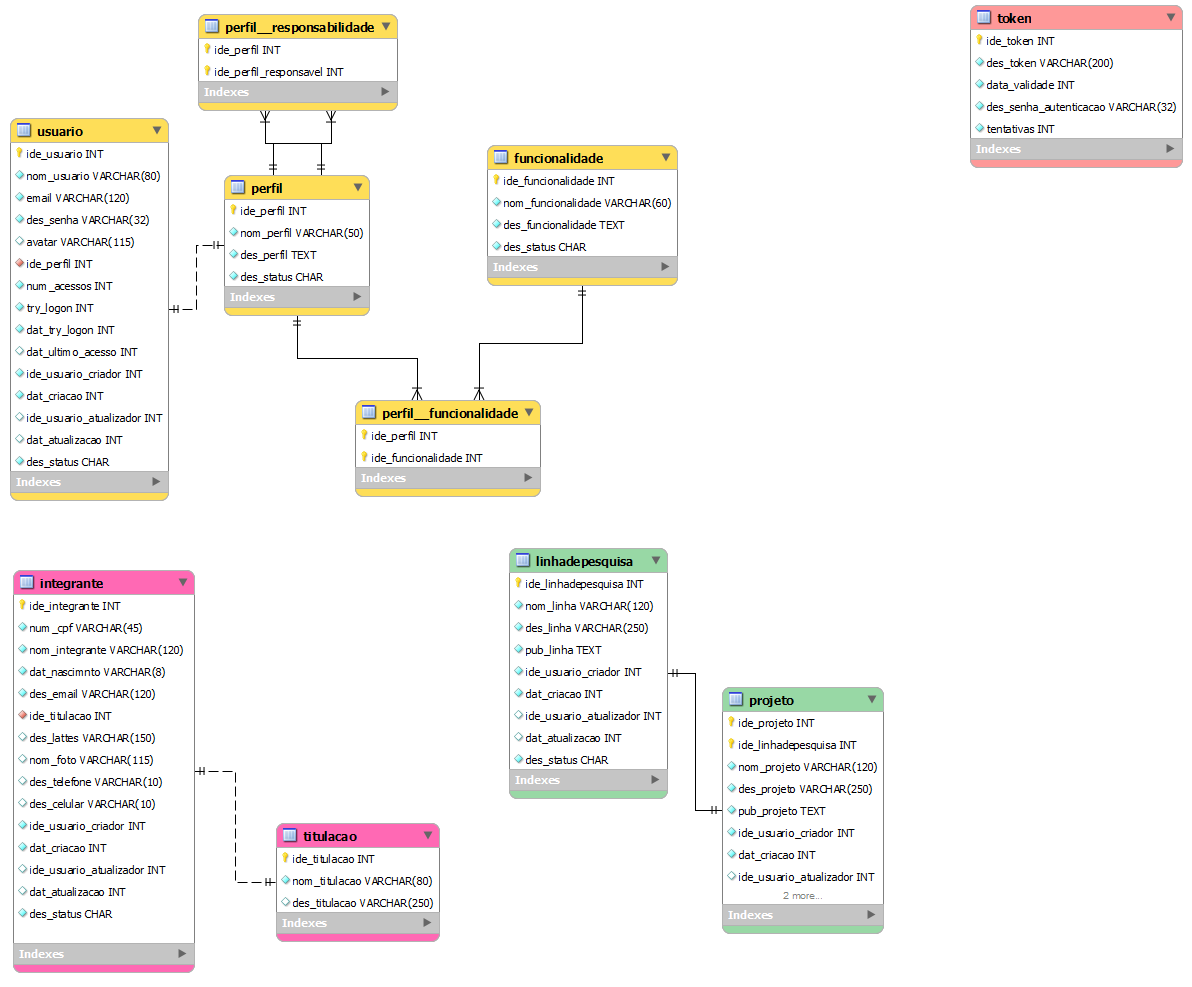 perfil__responsabilidade
ide_perfil INT
ide_perfil_responsavel INT
Indexes
token
ide_token INT
des_token VARCHAR(200)
data_validade INT
des_senha_autenticacao VARCHAR(32)
tentativas INT
Indexes
usuario
ide_usuario INT
nom_usuario VARCHAR(80)
email VARCHAR(120)
des_senha VARCHAR(32)
avatar VARCHAR(115)
ide_perfil INT
num_acessos INT
try_logon INT
dat_try_logon INT
dat_ultimo_acesso INT
ide_usuario_criador INT
dat_criacao INT
ide_usuario_atualizador INT
dat_atualizacao INT
des_status CHAR
Indexes
perfil
ide_perfil INT
nom_perfil VARCHAR(50)
des_perfil TEXT
des_status CHAR
Indexes
funcionalidade
ide_funcionalidade INT
nom_funcionalidade VARCHAR(60)
des_funcionalidade TEXT
des_status CHAR
Indexes
perfil__funcionalidade
ide_perfil INT
ide_funcionalidade INT
Indexes
integrante
ide_integrante INT
num_cpf VARCHAR(45)
nom_integrante VARCHAR(120)
dat_nascimnto VARCHAR(8)
des_email VARCHAR(120)
ide_titulacao INT
des_lattes VARCHAR(150)
nom_foto VARCHAR(115)
des_telefone VARCHAR(10)
des_celular VARCHAR(10)
ide_usuario_criador INT
dat_criacao INT
ide_usuario_atualizador INT
dat_atualizacao INT
des_status CHAR
Indexes
titulacao
ide_titulacao INT
nom_titulacao VARCHAR(80)
des_titulacao VARCHAR(250)
Indexes
linhadepesquisa
ide_linhadepesquisa INT
nom_linha VARCHAR(120)
des_linha VARCHAR(250)
pub_linha TEXT
ide_usuario_criador INT
dat_criacao INT
ide_usuario_atualizador INT
dat_atualizacao INT
des_status CHAR
Indexes
projeto
ide_projeto INT
ide_linhadepesquisa INT
nom_projeto VARCHAR(120)
des_projeto VARCHAR(250)
pub_projeto TEXT
ide_usuario_criador INT
dat_criacao INT
ide_usuario_atualizador INT
2 more...
Indexes